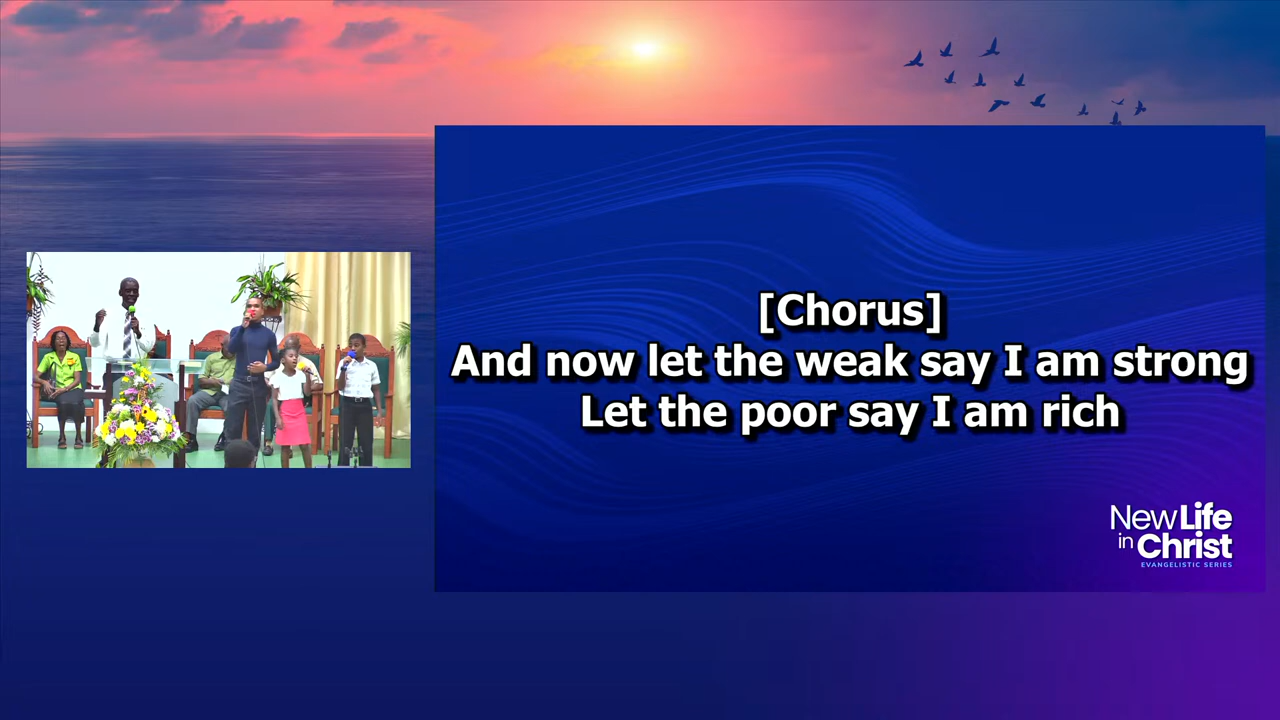 [Chorus]
And now let the weak say I am strong
Let the poor say I am rich
New Life
in Christ
EVANGELISTIC SERIES